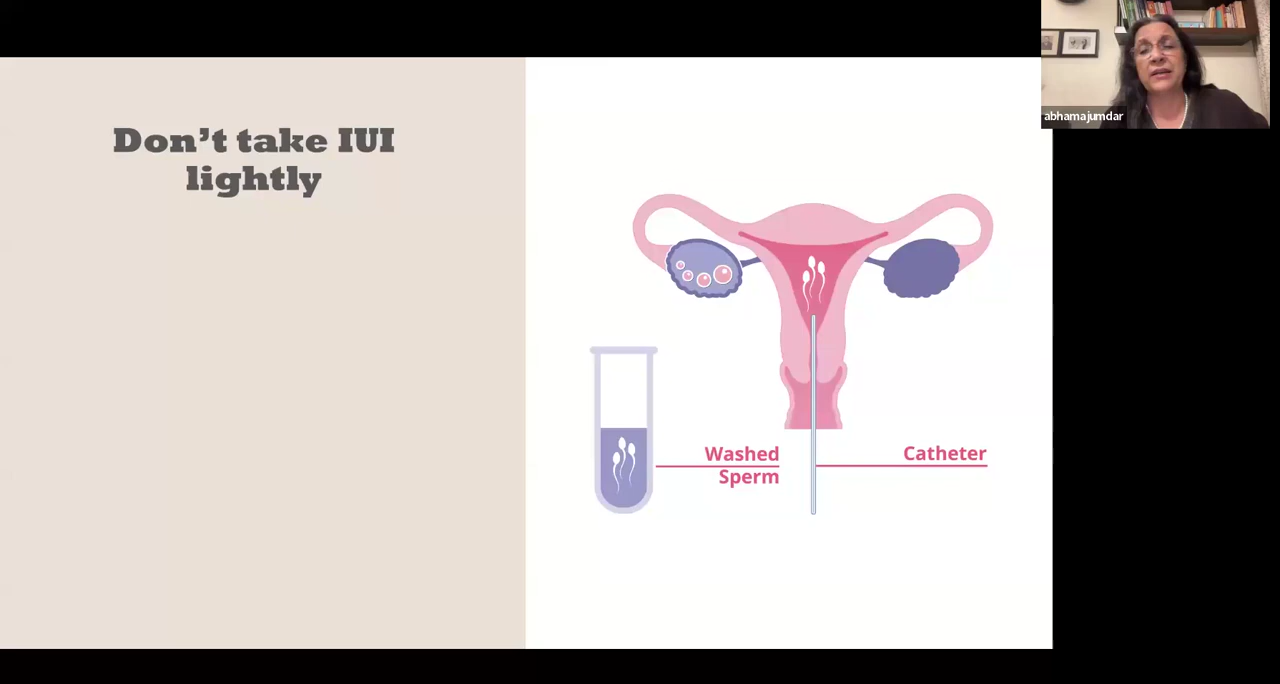 Don't take IUI
lightly
abhamajumdar
Washed
Sperm
Catheter